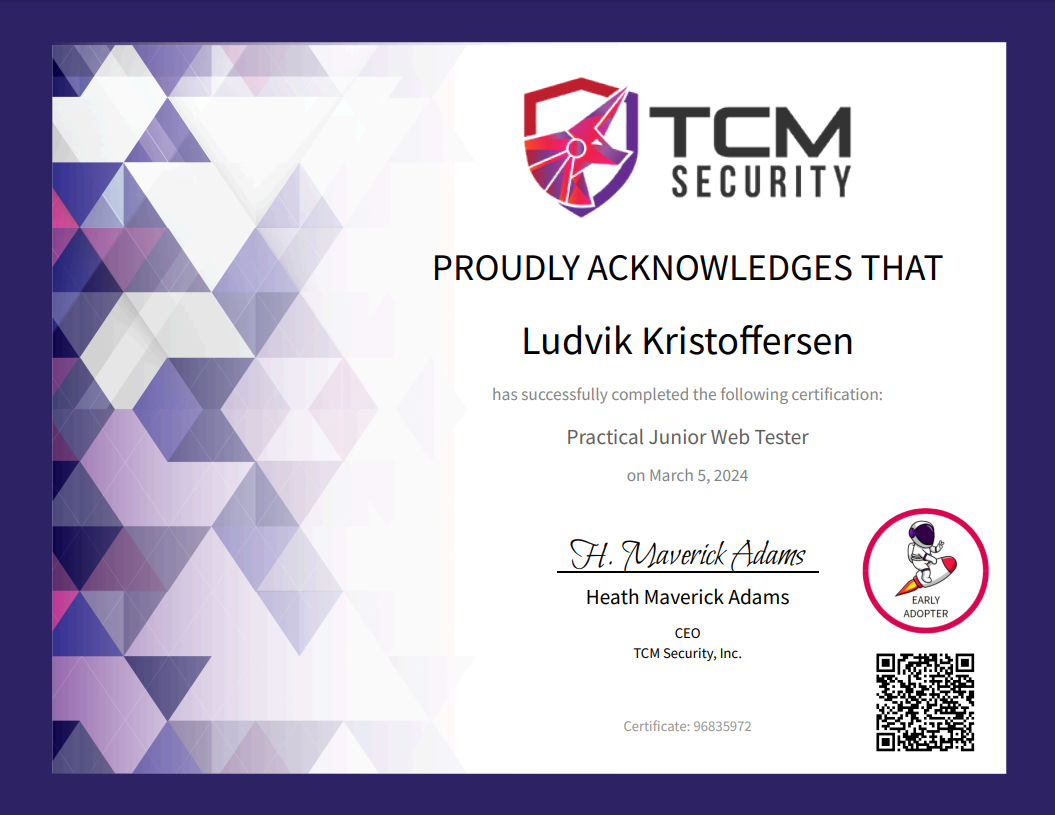 TCM
SECURITY
PROUDLY ACKNOWLEDGES THAT
Ludvik Kristoffersen
has successfully completed the following certification:
Practical Junior Web Tester
on March 5, 2024
H. Maverick Adams
Heath Maverick Adams
CEO
TCM Security, Inc.
EARLY
ADOPTER
Certificate: 96835972